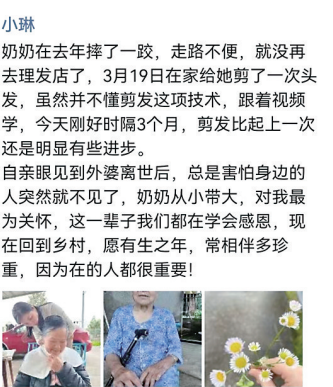 小琳
奶奶在去年摔了一跤，走路不便，就没再
去理发店了，3月19日在家给她剪了一次头
发，虽然并不懂剪发这项技术，跟着视频
学，今天刚好时隔3个月，剪发比起上一次
还是明显有些进步。
自亲眼见到外婆离世后，总是害怕身边的
人突然就不见了，奶奶从小带大，对我最
为关怀，这一辈子我们都在学会感恩，现
在回到乡村，愿有生之年，常相伴多珍
重，因为在的人都很重要！